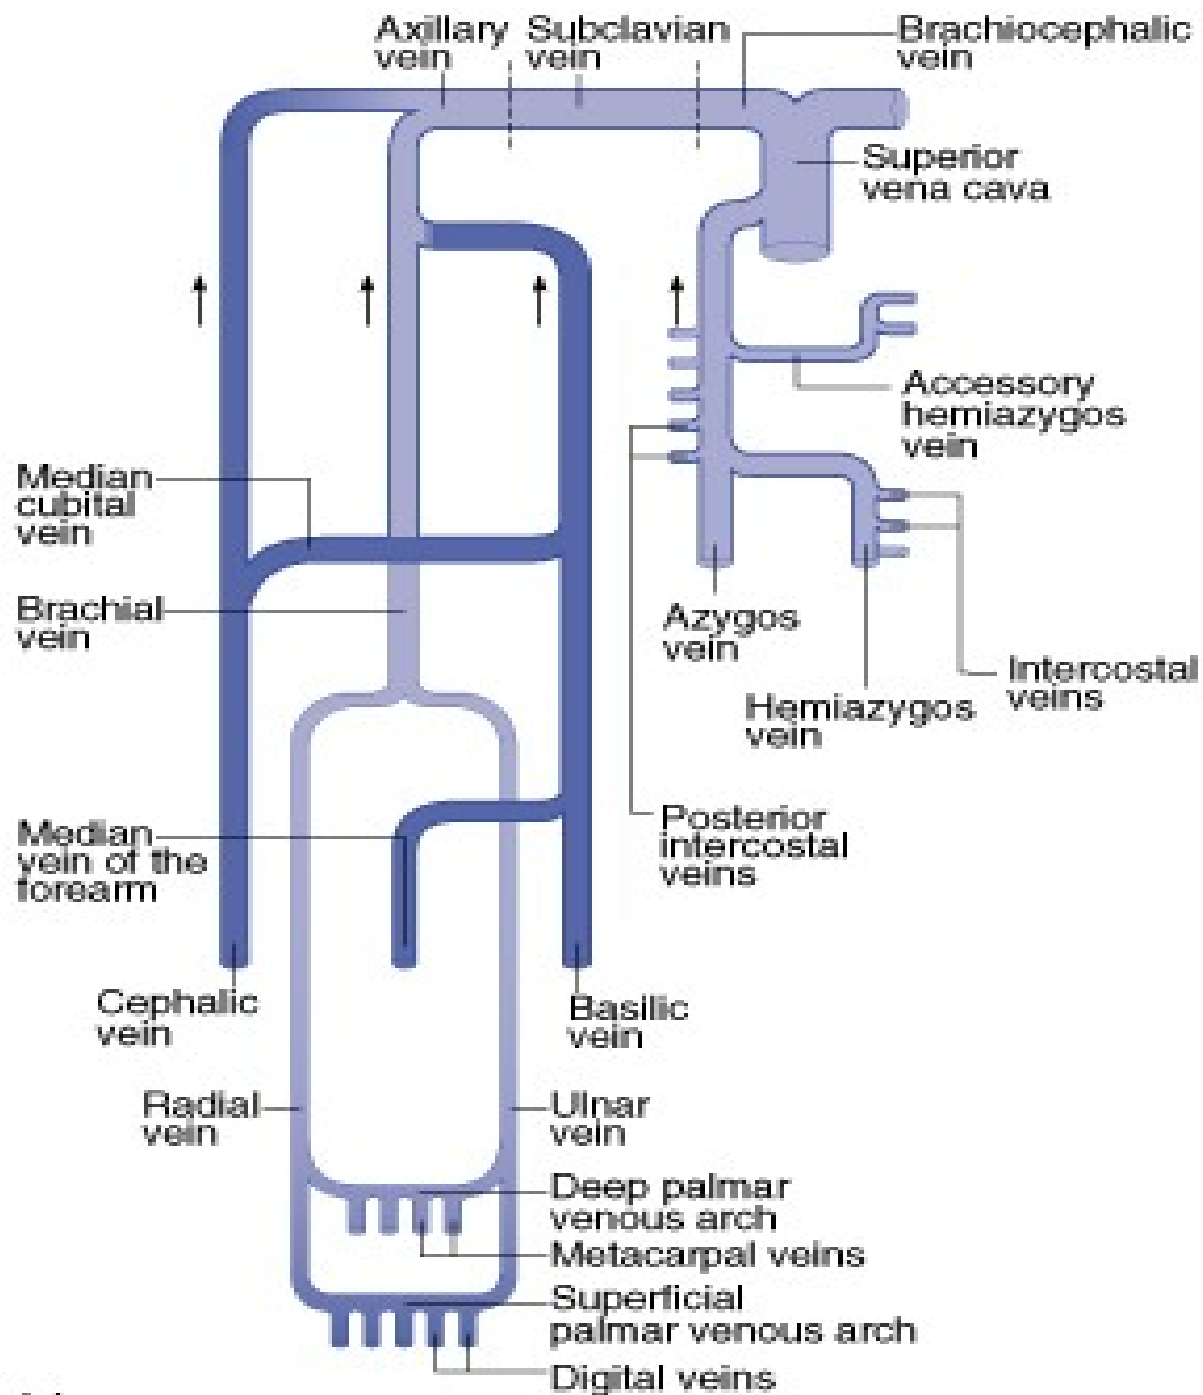 Axillary
vein
Subclavian
vein
Brachiocephalic
vein
Superior
vena cava
Accessory
hemiazygos
vein
Median
cubital
vein
Brachial
vein
Azygos
vein
Intercostal
veins
Hemiazygos
vein
Posterior
intercostal
veins
Median
vein of the
forearm
Cephalic
vein
Basilic
vein
Radial
vein
Ulnar
vein
Deep palmar
venous arch
Metacarpal veins
Superficial
palmar venous arch
Digital veins